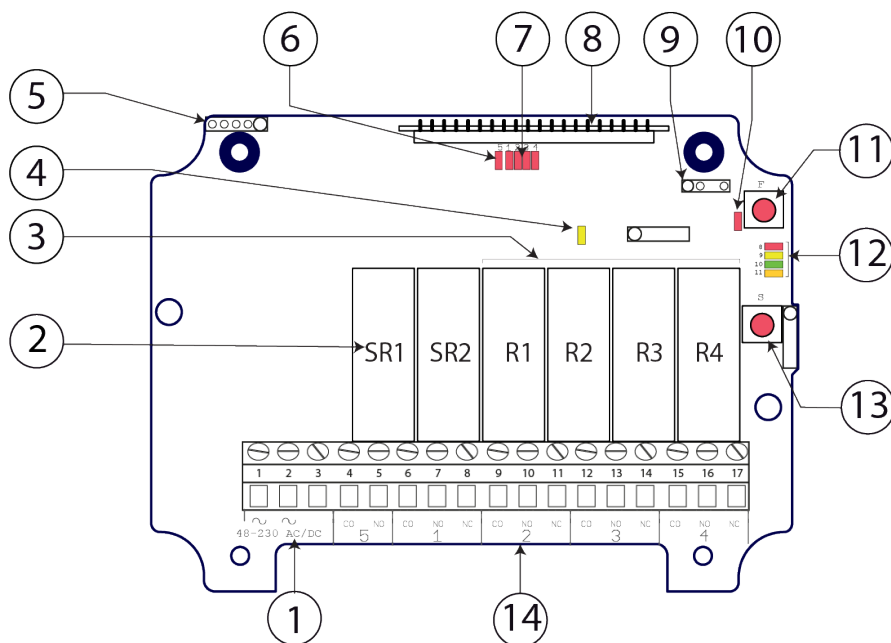 6 7 8 9 10
5
11
4
3
12
2
13
5 1 2 3 4
F
8
9
10
11
S
SR1 SR2 R1 R2 R3 R4
1 2 3 4 5 6 7 8 9 10 11 12 13 14 15 16 17
CO NO CO NO NC CO NO NC CO NO NC CO NO NC
48-230 AC/DC 5 1 2 3 4
1 14